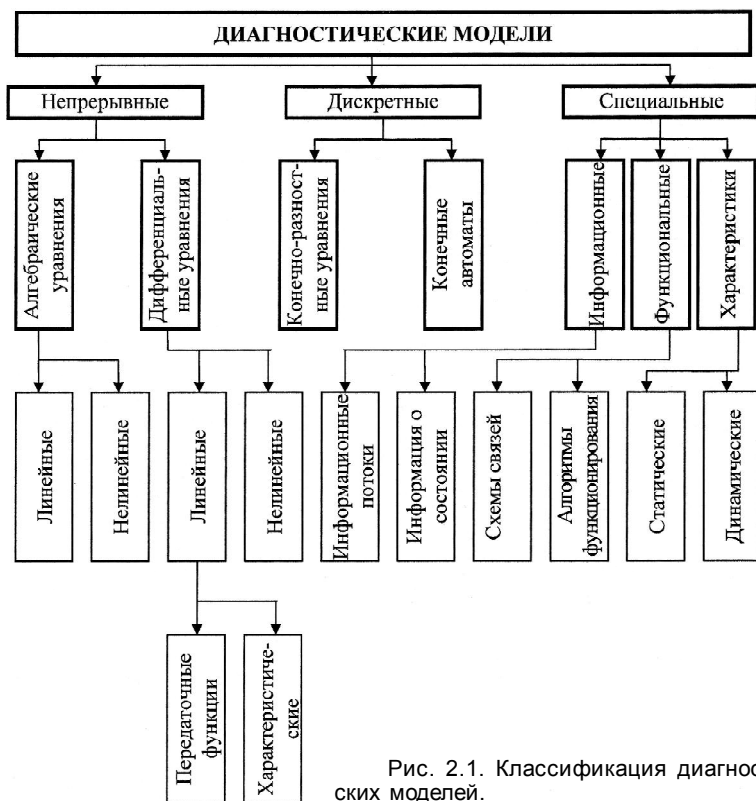 ДИАГНОСТИЧЕСКИЕ МОДЕЛИ
Непрерывные
Дискретные
Специальные
Алгебраические
уравнения
Дифференциаль-
ные уравнения
Конечно-разност-
ные уравнения
Конечные
автоматы
Информационные
Функциональные
Характеристики
Линейные
Нелинейные
Линейные
Нелинейные
Информационные
потоки
Информация о
состоянии
Схемы связей
Алгоритмы
функционирования
Статические
Динамические
Передаточные
функции
Характеристиче-
ские
Рис. 2.1. Классификация диагнос
ских моделей.